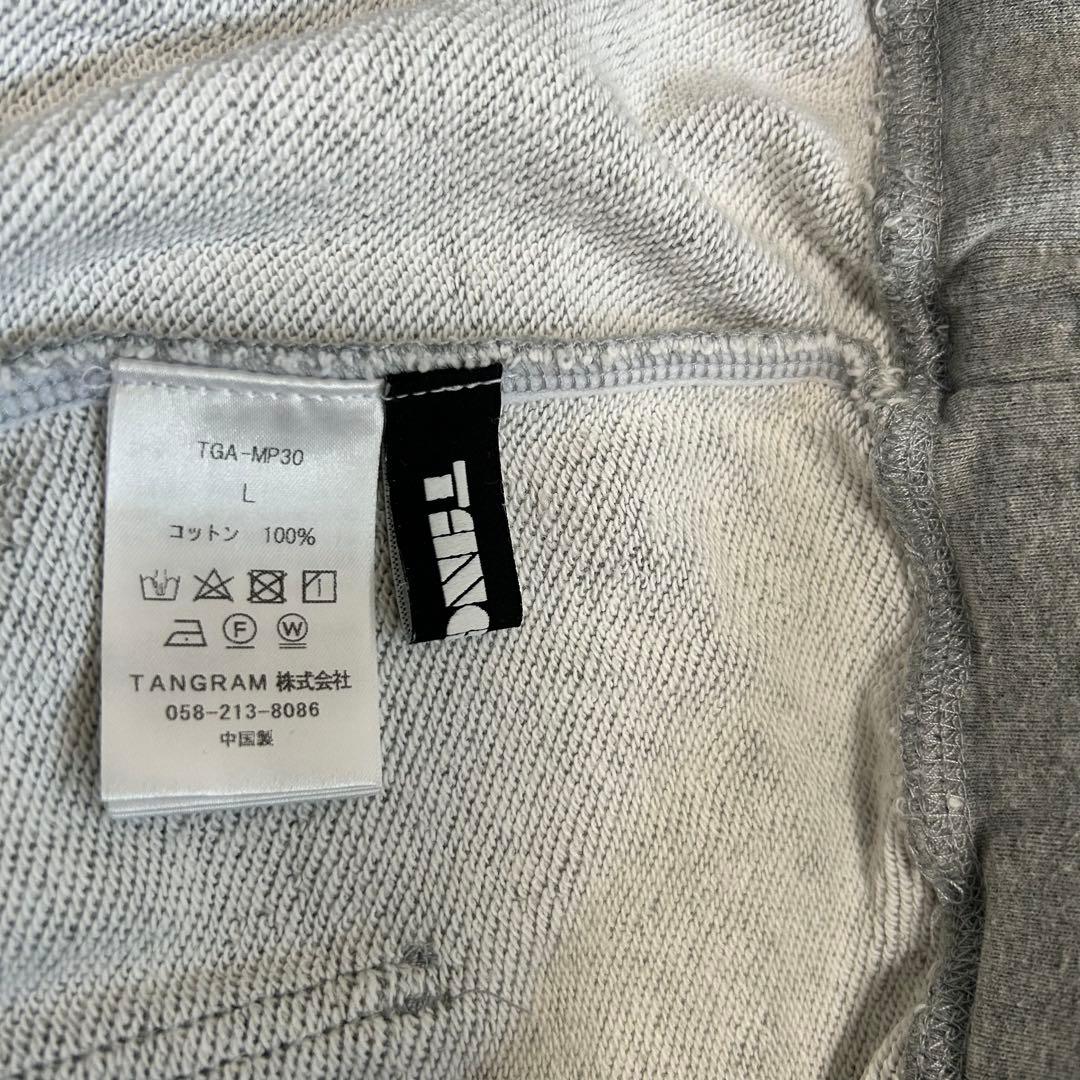 TGA-MP30
L
コットン 100%
F W
TANGRAM 株式会社
058-213-8086
中国製